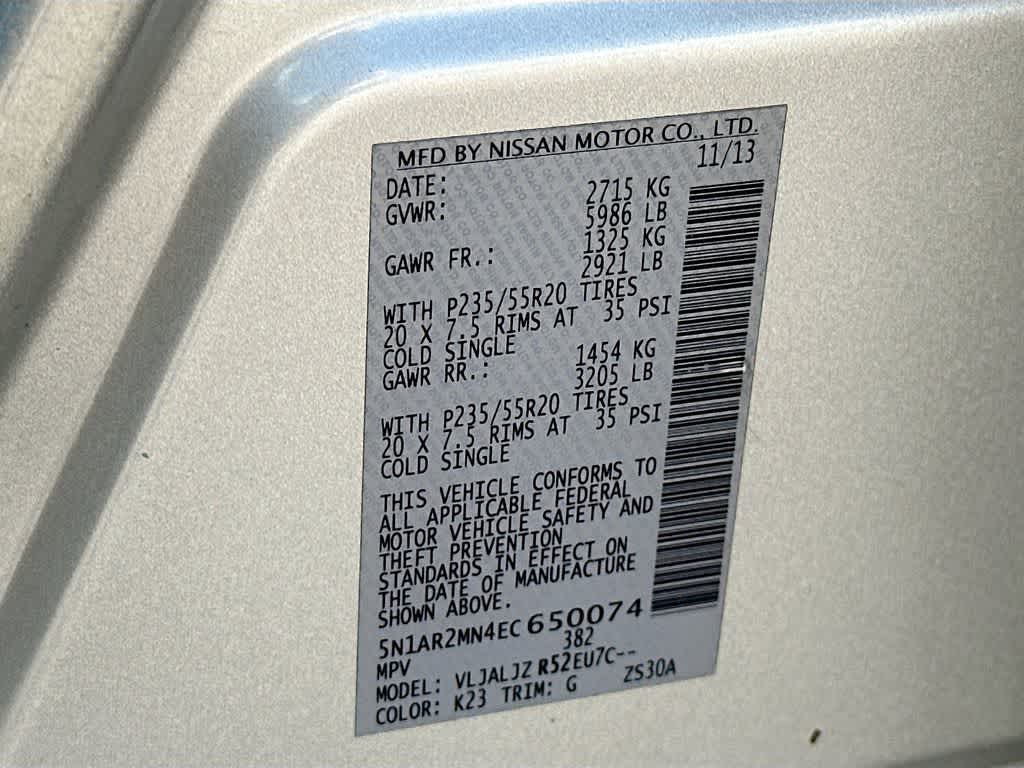 MFD BY NISSAN MOTOR CO., LTD.
DATE: 11/13
GVWR: 2715 KG
5986 LB
GAWR FR.: 1325 KG
2921 LB
WITH P235/55R20 TIRES
20 X 7.5 RIMS AT 35 PSI
COLD SINGLE
GAWR RR.: 1454 KG
3205 LB
WITH P235/55R20 TIRES
20 X 7.5 RIMS AT 35 PSI
COLD SINGLE
THIS VEHICLE CONFORMS TO
ALL APPLICABLE FEDERAL
MOTOR VEHICLE SAFETY AND
THEFT PREVENTION
STANDARDS IN EFFECT ON
THE DATE OF MANUFACTURE
SHOWN ABOVE.
5N1AR2MN4EC650074
MPV 382
MODEL: VLJALJZ R52EU7C--
COLOR: K23 TRIM: G ZS30A